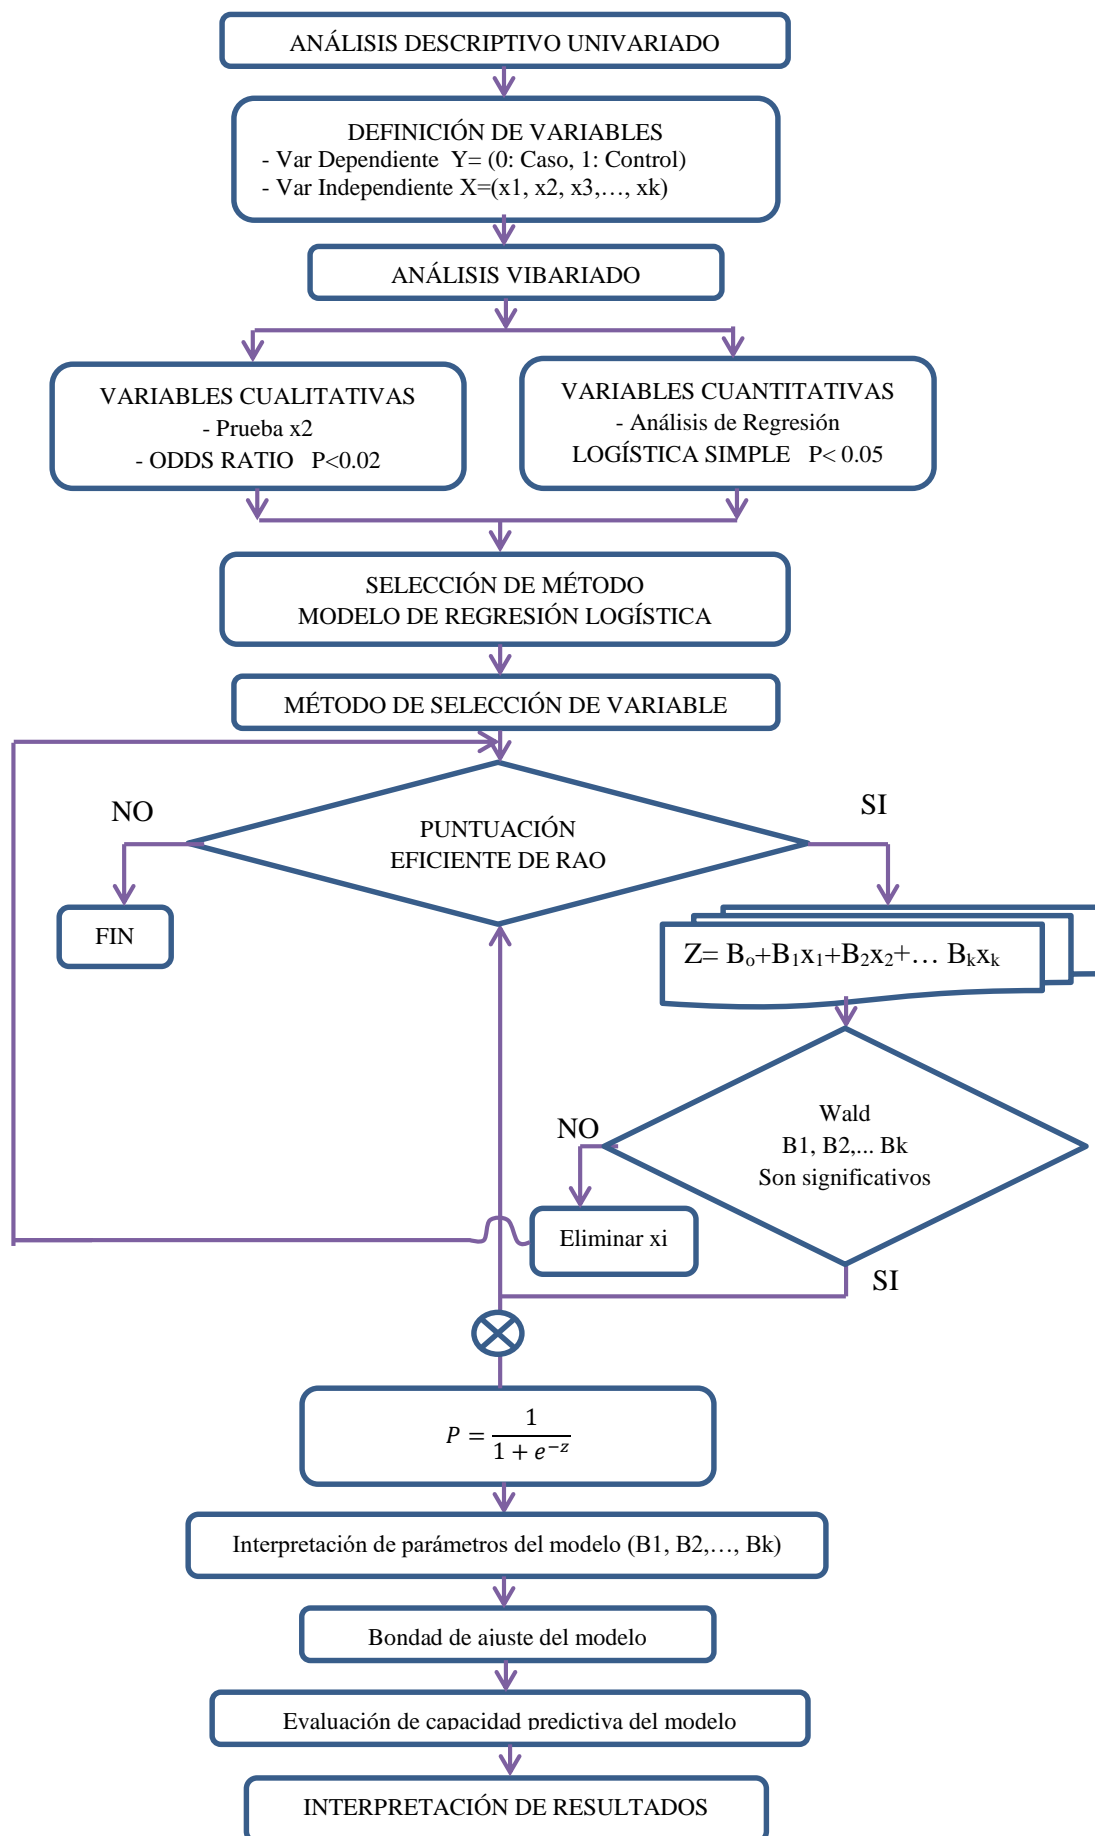 ANÁLISIS DESCRIPTIVO UNIVARIADO
DEFINICIÓN DE VARIABLES
- Var Dependiente Y= (0: Caso, 1: Control)
- Var Independiente X=(x1, x2, x3,…, xk)
ANÁLISIS VIBARIADO
VARIABLES CUALITATIVAS
- Prueba x2
- ODDS RATIO P<0.02
VARIABLES CUANTITATIVAS
- Análisis de Regresión
LOGÍSTICA SIMPLE P< 0.05
SELECCIÓN DE MÉTODO
MODELO DE REGRESIÓN LOGÍSTICA
MÉTODO DE SELECCIÓN DE VARIABLE
NO
SI
PUNTUACIÓN
EFICIENTE DE RAO
FIN
Z= Bₒ+B₁x₁+B₂x₂+… Bₖxₖ
Wald
B1, B2,... Bk
Son significativos
NO
Eliminar xi
SI
P = 1 / (1 + e^{−z})
Interpretación de parámetros del modelo (B1, B2,…, Bk)
Bondad de ajuste del modelo
Evaluación de capacidad predictiva del modelo
INTERPRETACIÓN DE RESULTADOS